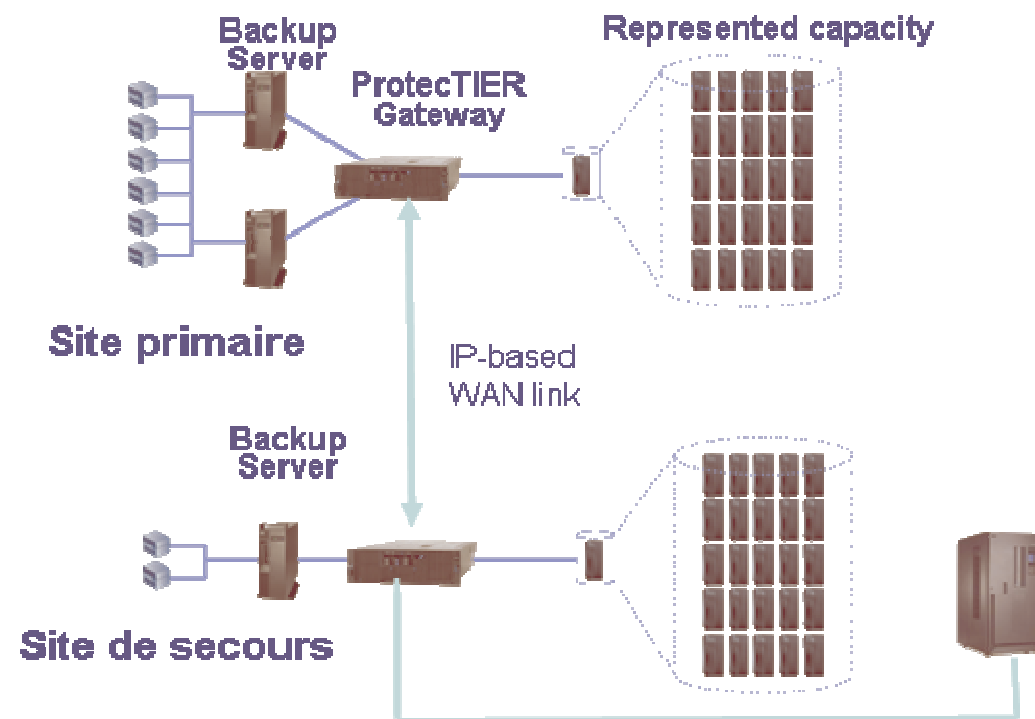 Backup
Server
Represented capacity
ProtecTIER
Gateway
Site primaire
IP-based
WAN link
Backup
Server
Site de secours